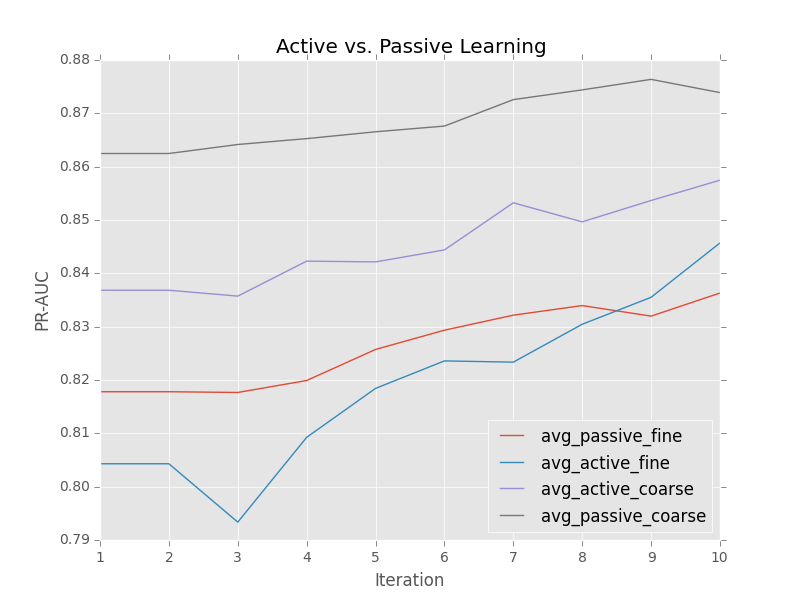 Active vs. Passive Learning
0.88
0.87
0.86
0.85
0.84
0.83
0.82
0.81
0.80
0.79
PR-AUC
avg_passive_fine
avg_active_fine
avg_active_coarse
avg_passive_coarse
1 2 3 4 5 6 7 8 9 10
Iteration